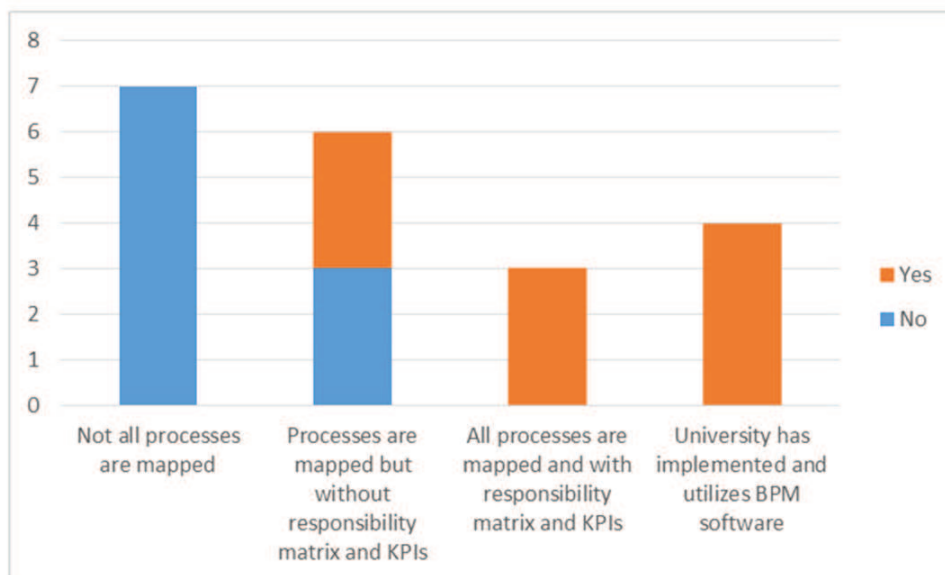 8
7
6
5
4
3
2
1
0
Not all processes
are mapped
Processes are
mapped but
without
responsibility
matrix and KPIs
All processes are
mapped and with
responsibility
matrix and KPIs
University has
implemented and
utilizes BPM
software
Yes
No